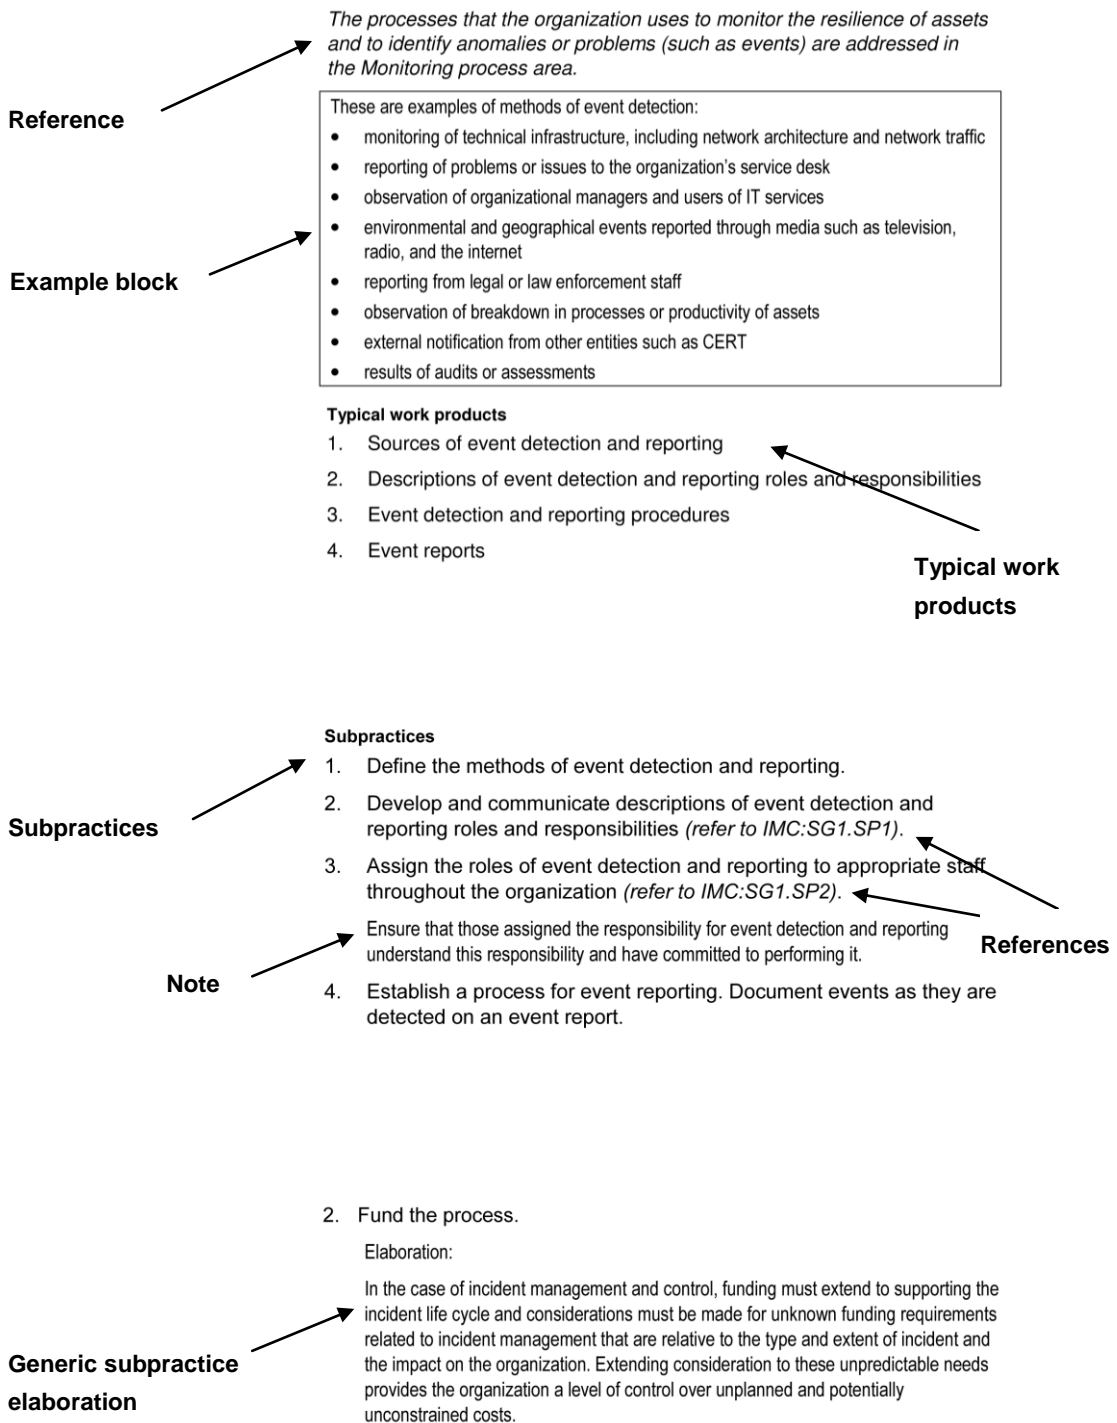 The processes that the organization uses to monitor the resilience of assets
and to identify anomalies or problems (such as events) are addressed in
the Monitoring process area.
Reference
These are examples of methods of event detection:
• monitoring of technical infrastructure, including network architecture and network traffic
• reporting of problems or issues to the organization's service desk
• observation of organizational managers and users of IT services
• environmental and geographical events reported through media such as television,
radio, and the internet
Example block
• reporting from legal or law enforcement staff
• observation of breakdown in processes or productivity of assets
• external notification from other entities such as CERT
• results of audits or assessments
Typical work products
1. Sources of event detection and reporting
2. Descriptions of event detection and reporting roles and responsibilities
3. Event detection and reporting procedures
4. Event reports
Typical work
products
Subpractices
1. Define the methods of event detection and reporting.
2. Develop and communicate descriptions of event detection and
reporting roles and responsibilities (refer to IMC:SG1.SP1).
Subpractices
3. Assign the roles of event detection and reporting to appropriate staff
throughout the organization (refer to IMC:SG1.SP2).
Ensure that those assigned the responsibility for event detection and reporting
understand this responsibility and have committed to performing it.
References
Note
4. Establish a process for event reporting. Document events as they are
detected on an event report.
2. Fund the process.
Elaboration:
In the case of incident management and control, funding must extend to supporting the
incident life cycle and considerations must be made for unknown funding requirements
related to incident management that are relative to the type and extent of incident and
the impact on the organization. Extending consideration to these unpredictable needs
provides the organization a level of control over unplanned and potentially
unconstrained costs.
Generic subpractice
elaboration